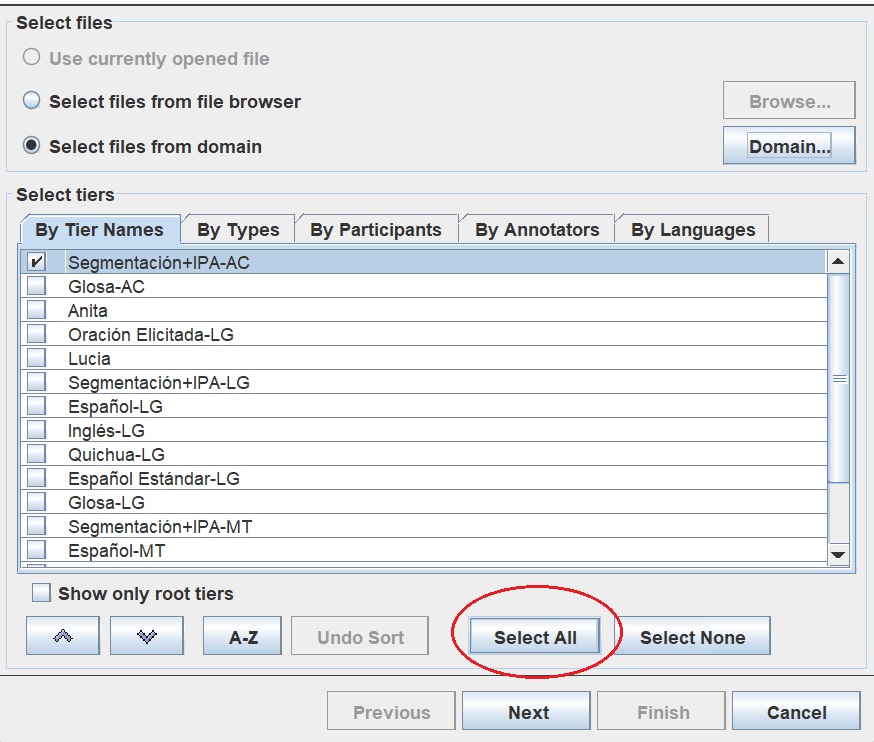 Select files
Use currently opened file
Select files from file browser
Browse...
Select files from domain
Domain...
Select tiers
By Tier Names By Types By Participants By Annotators By Languages
Segmentación+IPA-AC
Glosa-AC
Anita
Oración Elicitada-LG
Lucia
Segmentación+IPA-LG
Español-LG
Inglés-LG
Quichua-LG
Español Estándar-LG
Glosa-LG
Segmentación+IPA-MT
Español-MT
Show only root tiers
A-Z Undo Sort Select All Select None
Previous Next Finish Cancel